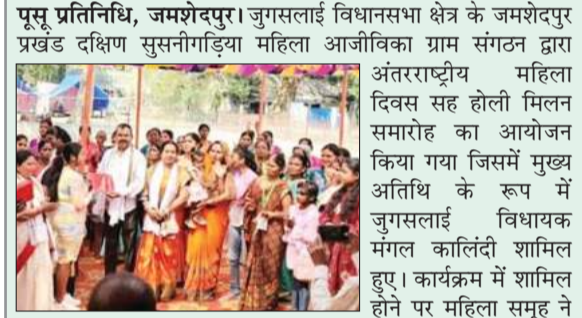 पूसू प्रतिनिधि, जमशेदपुर। जुगसलाई विधानसभा क्षेत्र के जमशेदपुर
प्रखंड दक्षिण सुसनीगड़िया महिला आजीविका ग्राम संगठन द्वारा
अंतरराष्ट्रीय महिला
दिवस सह होली मिलन
समारोह का आयोजन
किया गया जिसमें मुख्य
अतिथि के रूप में
जुगसलाई विधायक
मंगल कालिंदी शामिल
हुए। कार्यक्रम में शामिल
होने पर महिला समूह ने